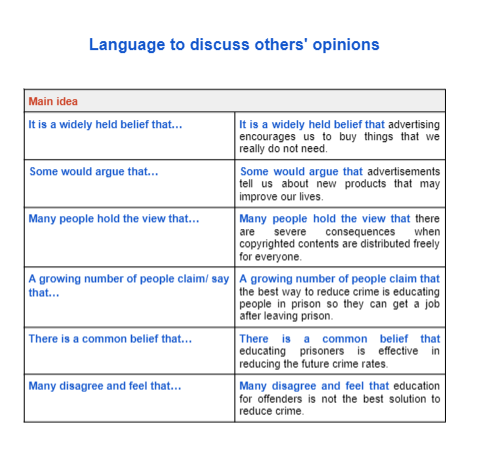 Language to discuss others' opinions
Main idea
It is a widely held belief that...
It is a widely held belief that advertising
encourages us to buy things that we
really do not need.
Some would argue that...
Some would argue that advertisements
tell us about new products that may
improve our lives.
Many people hold the view that...
Many people hold the view that there
are severe consequences when
copyrighted contents are distributed freely
for everyone.
A growing number of people claim/ say
that...
A growing number of people claim that
the best way to reduce crime is educating
people in prison so they can get a job
after leaving prison.
There is a common belief that...
There is a common belief that
educating prisoners is effective in
reducing the future crime rates.
Many disagree and feel that...
Many disagree and feel that education
for offenders is not the best solution to
reduce crime.